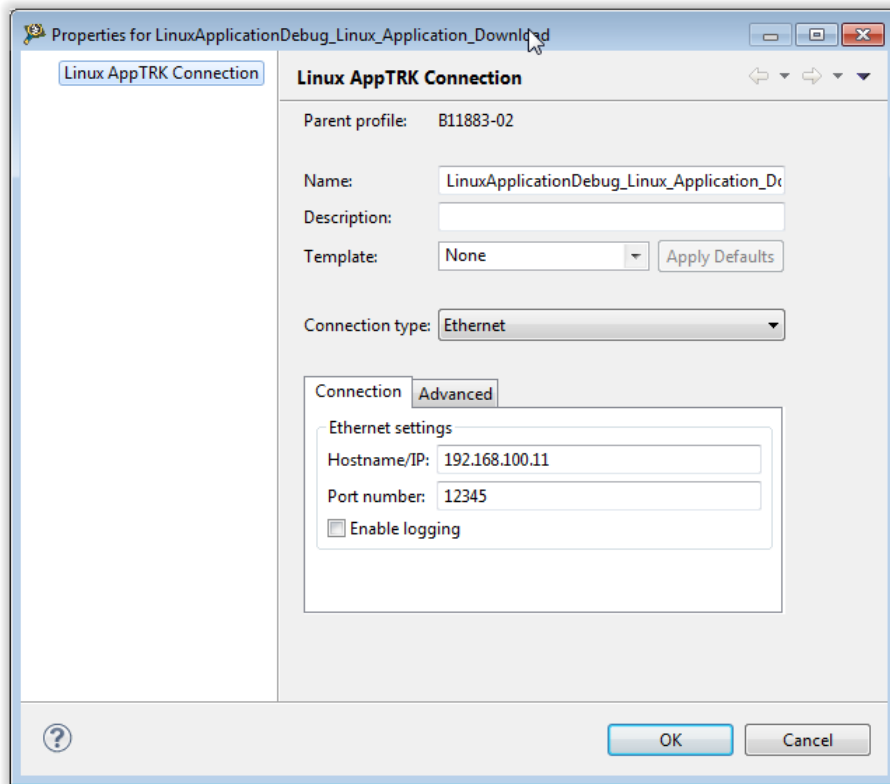 Properties for LinuxApplicationDebug_Linux_Application_Download
Linux AppTRK Connection
Linux AppTRK Connection
Parent profile: B11883-02
Name: LinuxApplicationDebug_Linux_Application_Do
Description:
Template: None Apply Defaults
Connection type: Ethernet
Connection Advanced
Ethernet settings
Hostname/IP: 192.168.100.11
Port number: 12345
Enable logging
? OK Cancel